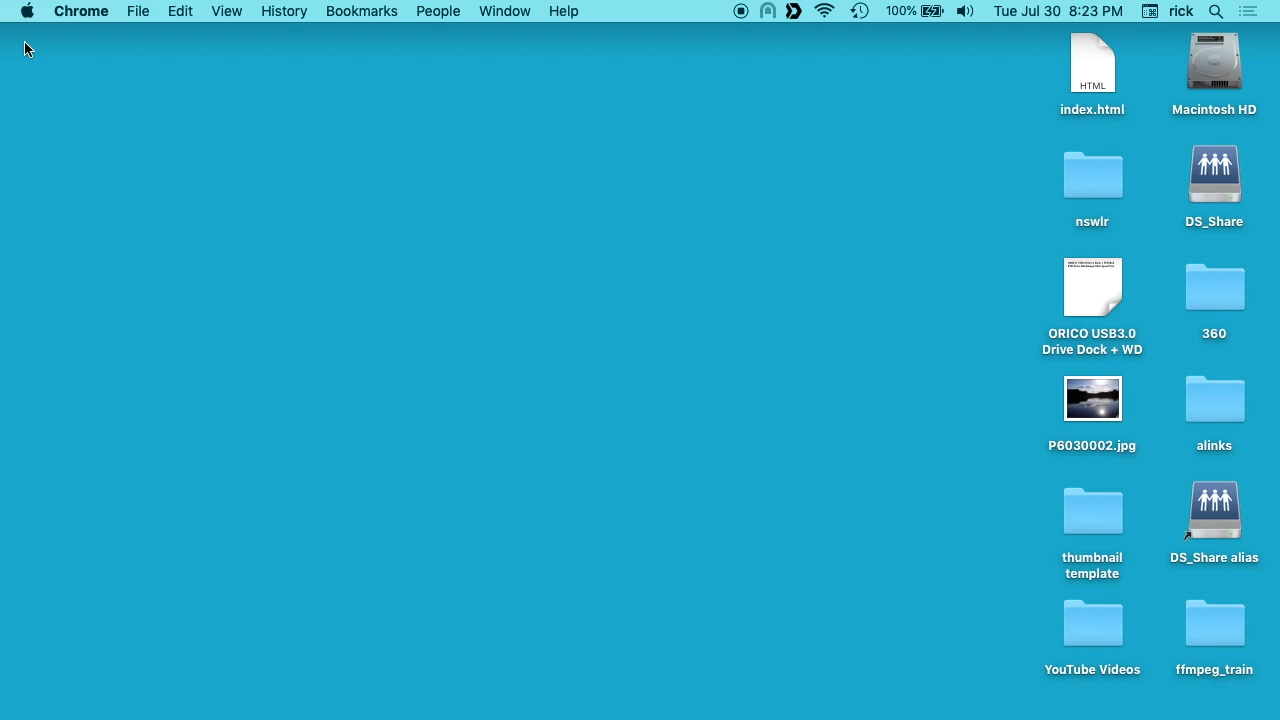 Chrome File Edit View History Bookmarks People Window Help 100% Tue Jul 30 8:23 PM rick
HTML
index.html
Macintosh HD
nswlr
DS_Share
ORICO USB3.0
Drive Dock + WD
360
P6030002.jpg
alinks
thumbnail
template
DS_Share alias
YouTube Videos
ffmpeg_train